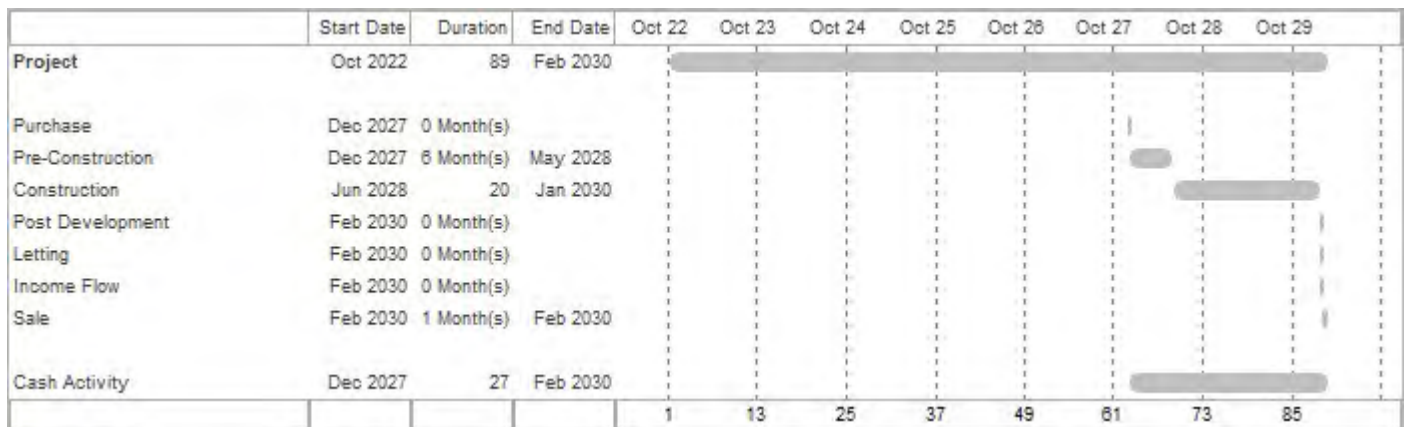 Start Date Duration End Date Oct 22 Oct 23 Oct 24 Oct 25 Oct 26 Oct 27 Oct 28 Oct 29
Project Oct 2022 89 Feb 2030
Purchase Dec 2027 0 Month(s)
Pre-Construction Dec 2027 6 Month(s) May 2028
Construction Jun 2028 20 Jan 2030
Post Development Feb 2030 0 Month(s)
Letting Feb 2030 0 Month(s)
Income Flow Feb 2030 0 Month(s)
Sale Feb 2030 1 Month(s) Feb 2030
Cash Activity Dec 2027 27 Feb 2030
1 13 25 37 49 61 73 85